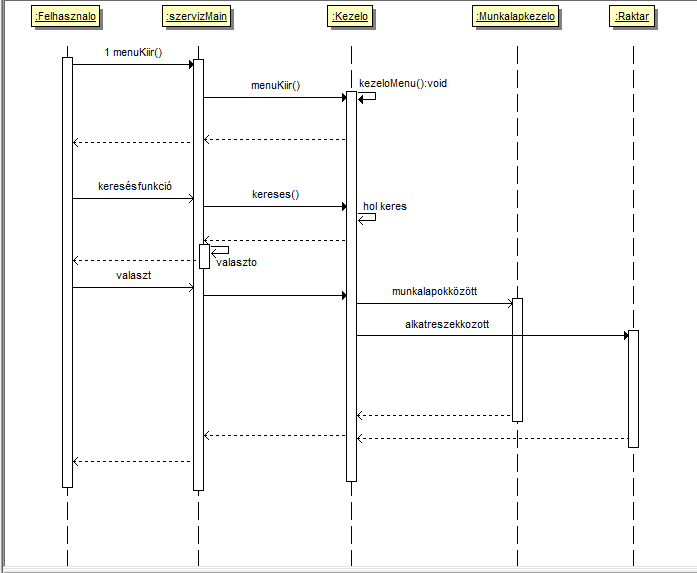 :Felhasznalo
:szervizMain
:Kezelo
:Munkalapkezelo
:Raktar
1 menuKiir()
menuKiir()
kezeloMenu():void
keresésfunkció
kereses()
hol keres
valaszto
valaszt
munkalapokközött
alkatreszekkozott